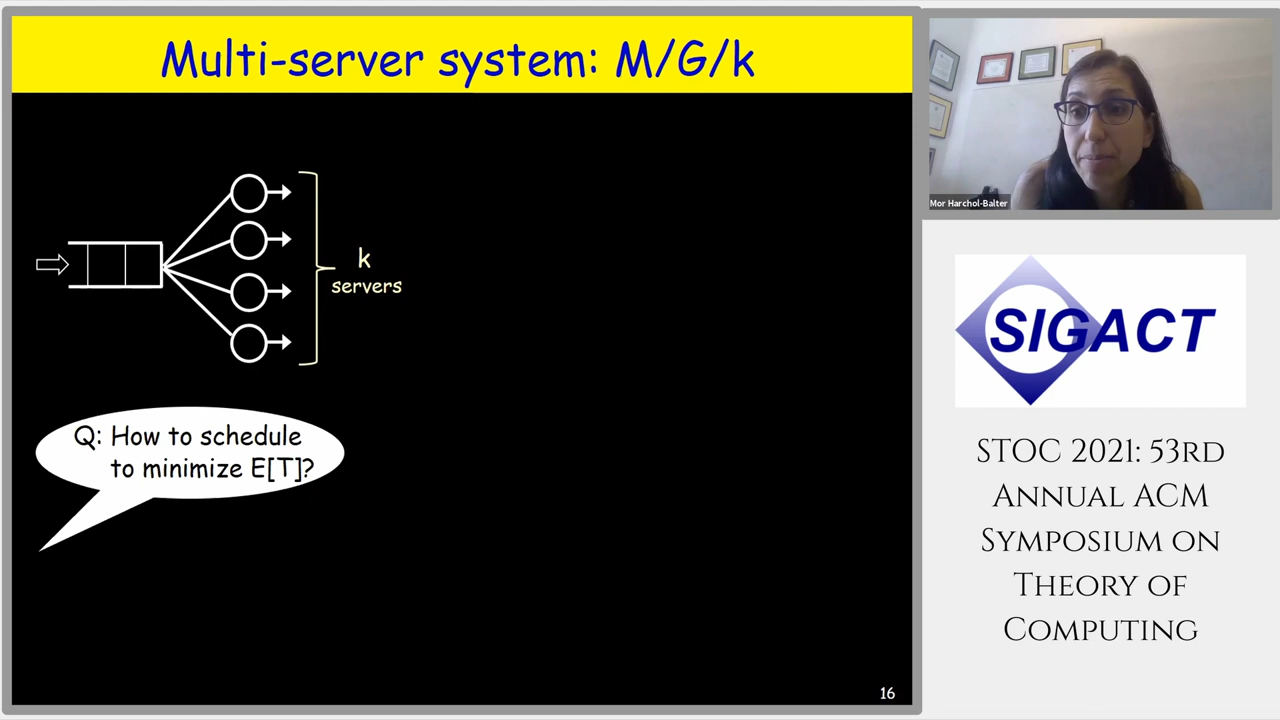 Multi-server system: M/G/k
k
servers
Q: How to schedule
to minimize E[T]?
16
Mor Harchol-Balter
SIGACT
STOC 2021: 53rd
Annual ACM
Symposium on
Theory of
Computing